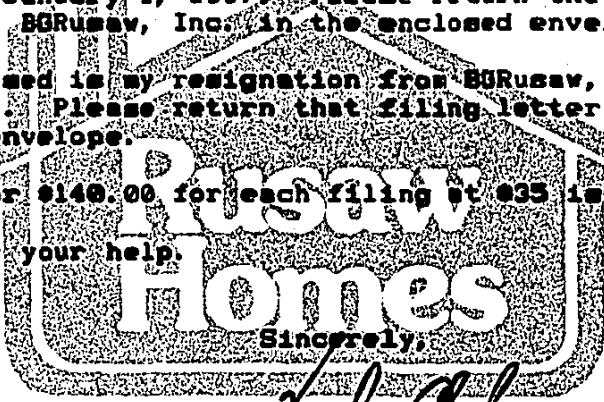 BGRusaw, Inc. in the enclosed enve
sed is my resignation from BGRusaw,
. Please return that filing letter
nvelope.
r $140.00 for each filing at $35 is
your help.
Rusaw
Homes
Sincerely,